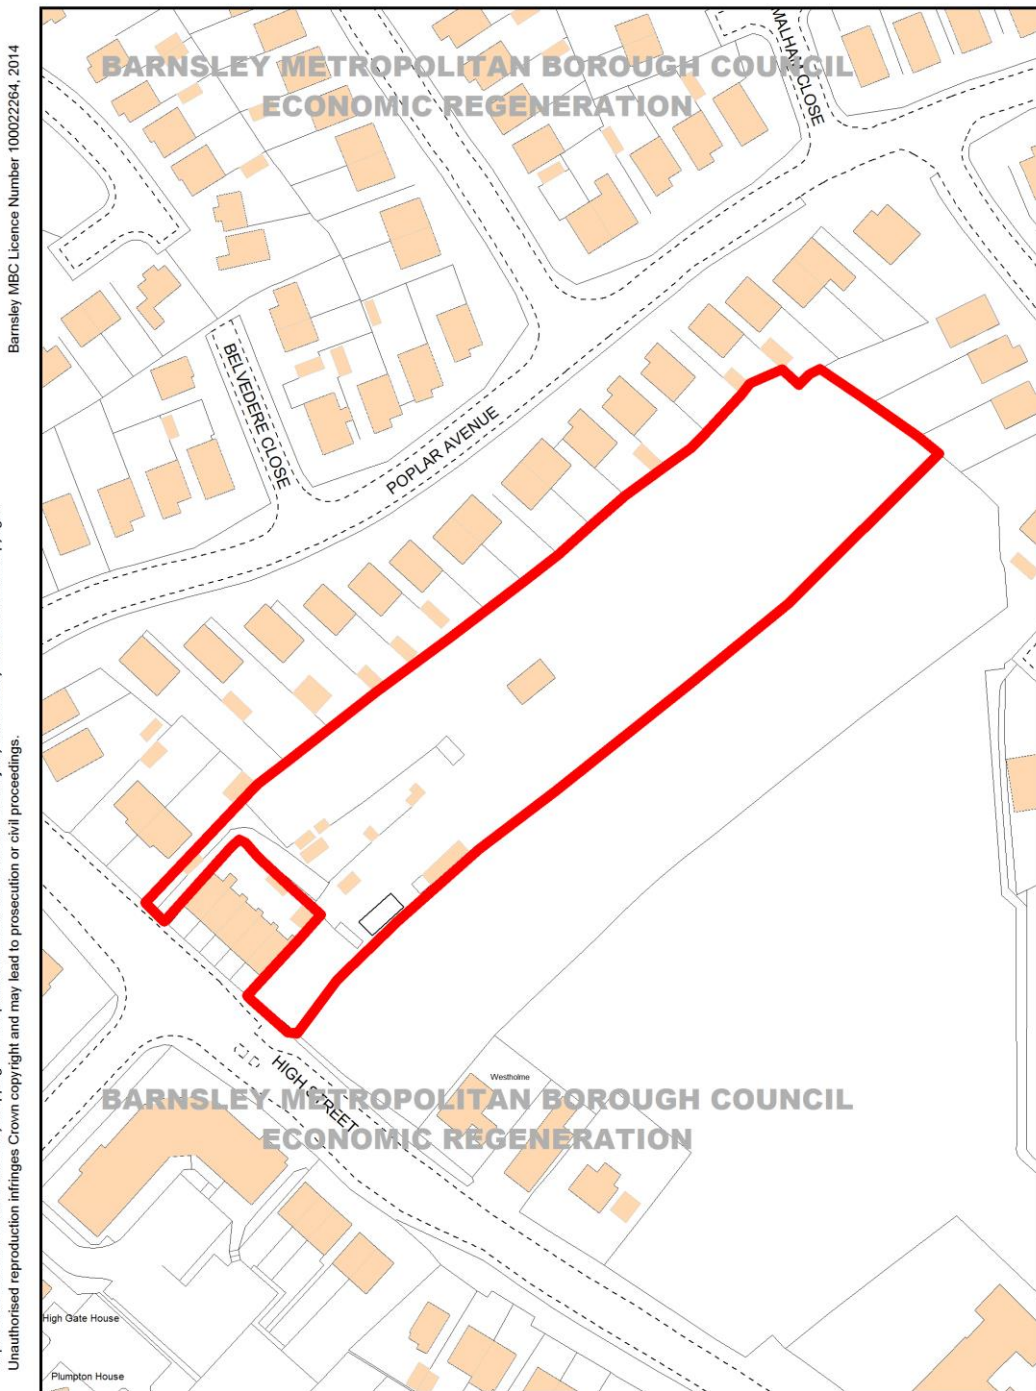 Barnsley MBC Licence Number 100022264, 2014
Unauthorised reproduction infringes Crown copyright and may lead to prosecution or civil proceedings.
BARNSLEY METROPOLITAN BOROUGH COUNCIL
ECONOMIC REGENERATION
MALHAM CLOSE
BELVEDERE CLOSE
POPLAR AVENUE
HIGH STREET
Westholme
BARNSLEY METROPOLITAN BOROUGH COUNCIL
ECONOMIC REGENERATION
High Gate House
Plumpton House